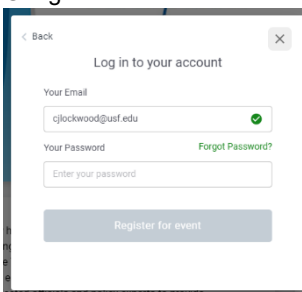 < Back
Log in to your account
Your Email
cjlockwood@usf.edu
Your Password Forgot Password?
Enter your password
Register for event